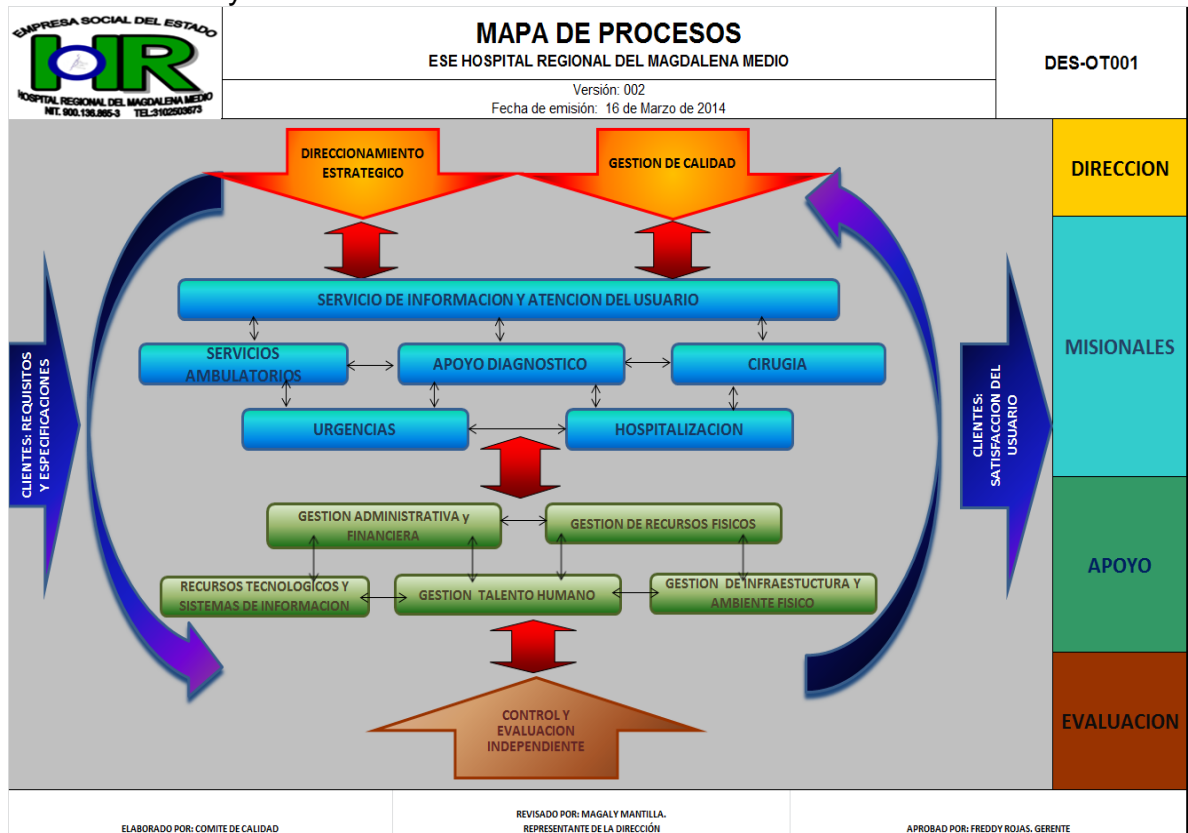 y
EMPRESA SOCIAL DEL ESTADO
HR
HOSPITAL REGIONAL DEL MAGDALENA MEDIO
NIT. 900.136.865-3 TEL:3102503673
MAPA DE PROCESOS
ESE HOSPITAL REGIONAL DEL MAGDALENA MEDIO
Versión: 002
Fecha de emisión: 16 de Marzo de 2014
DES-OT001
DIRECCIONAMIENTO
ESTRATEGICO
GESTION DE CALIDAD
DIRECCION
SERVICIO DE INFORMACION Y ATENCION DEL USUARIO
SERVICIOS
AMBULATORIOS
APOYO DIAGNOSTICO
CIRUGIA
URGENCIAS
HOSPITALIZACION
MISIONALES
CLIENTES: REQUISITOS
Y ESPECIFICACIONES
CLIENTES:
SATISFACCION DEL
USUARIO
GESTION ADMINISTRATIVA y
FINANCIERA
GESTION DE RECURSOS FISICOS
RECURSOS TECNOLOGICOS Y
SISTEMAS DE INFORMACION
GESTION TALENTO HUMANO
GESTION DE INFRAESTUCTURA Y
AMBIENTE FISICO
APOYO
CONTROL Y
EVALUACION
INDEPENDIENTE
EVALUACION
ELABORADO POR: COMITE DE CALIDAD
REVISADO POR: MAGALY MANTILLA.
REPRESENTANTE DE LA DIRECCIÓN
APROBADO POR: FREDDY ROJAS. GERENTE